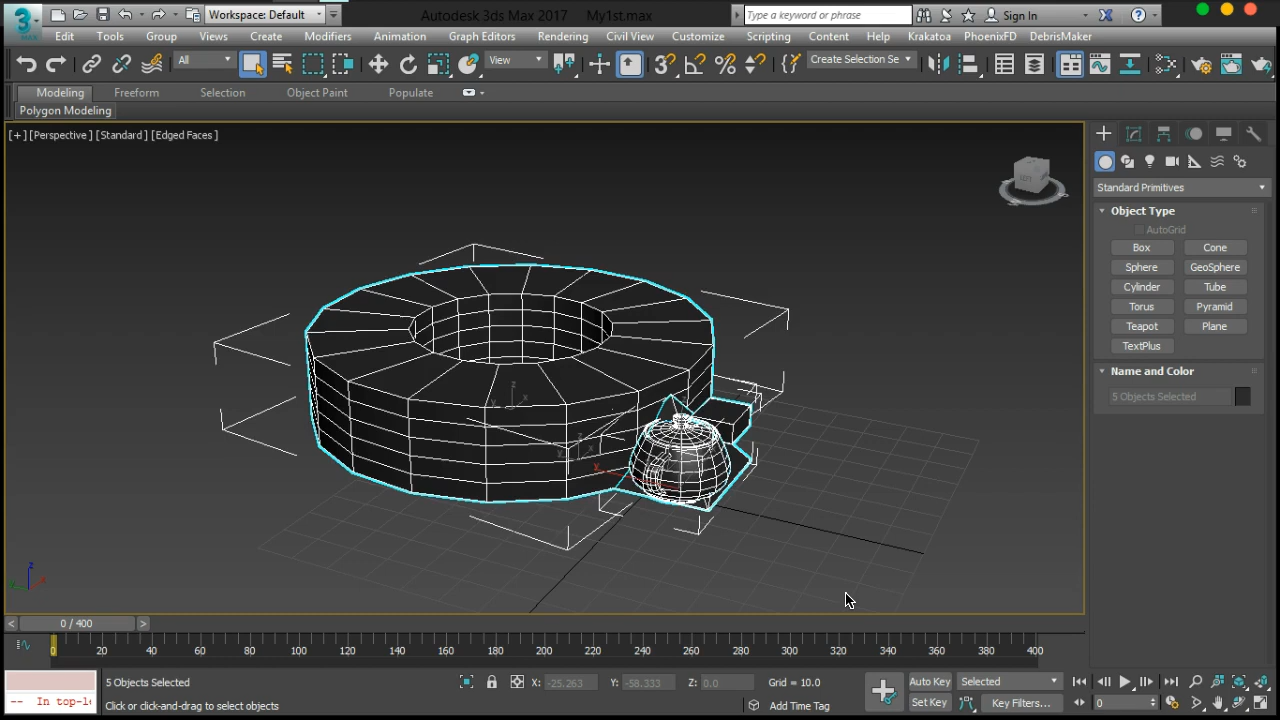 Workspace: Default
Autodesk 3ds Max 2017 My1st.max
Type a keyword or phrase
Sign In
MAX
Edit Tools Group Views Create Modifiers Animation Graph Editors Rendering Civil View Customize Scripting Content Help Krakatoa PhoenixFD DebrisMaker
All
View
Create Selection Se
Modeling Freeform Selection Object Paint Populate
Polygon Modeling
[+] [Perspective ] [Standard ] [Edged Faces ]
Standard Primitives
Object Type
AutoGrid
Box Cone
Sphere GeoSphere
Cylinder Tube
Torus Pyramid
Teapot Plane
TextPlus
Name and Color
5 Objects Selected
z
x
y
0 / 400
0 20 40 60 80 100 120 140 160 180 200 220 240 260 280 300 320 340 360 380 400
5 Objects Selected
X: -25.263 Y: -58.333 Z: 0.0 Grid = 10.0
Auto Key Selected
-- In top-le
Click or click-and-drag to select objects
Add Time Tag
Set Key Key Filters...
0